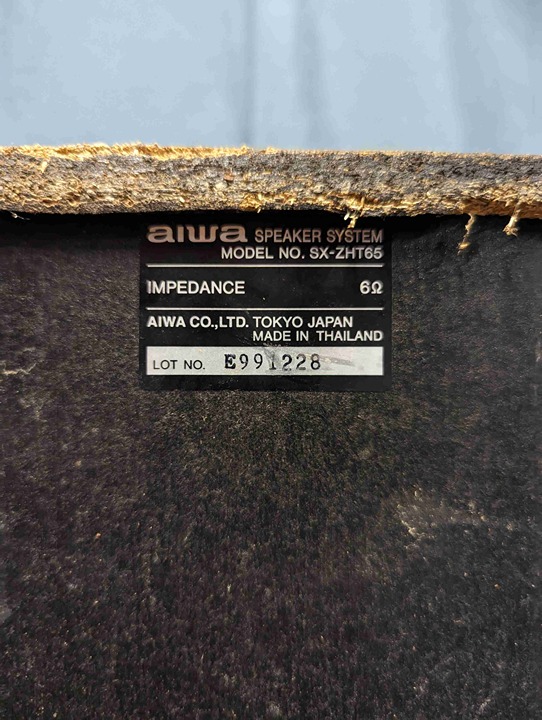 aiwa SPEAKER SYSTEM
MODEL NO. SX-ZHT65
IMPEDANCE 6Ω
AIWA CO.,LTD. TOKYO JAPAN
MADE IN THAILAND
LOT NO. E991228